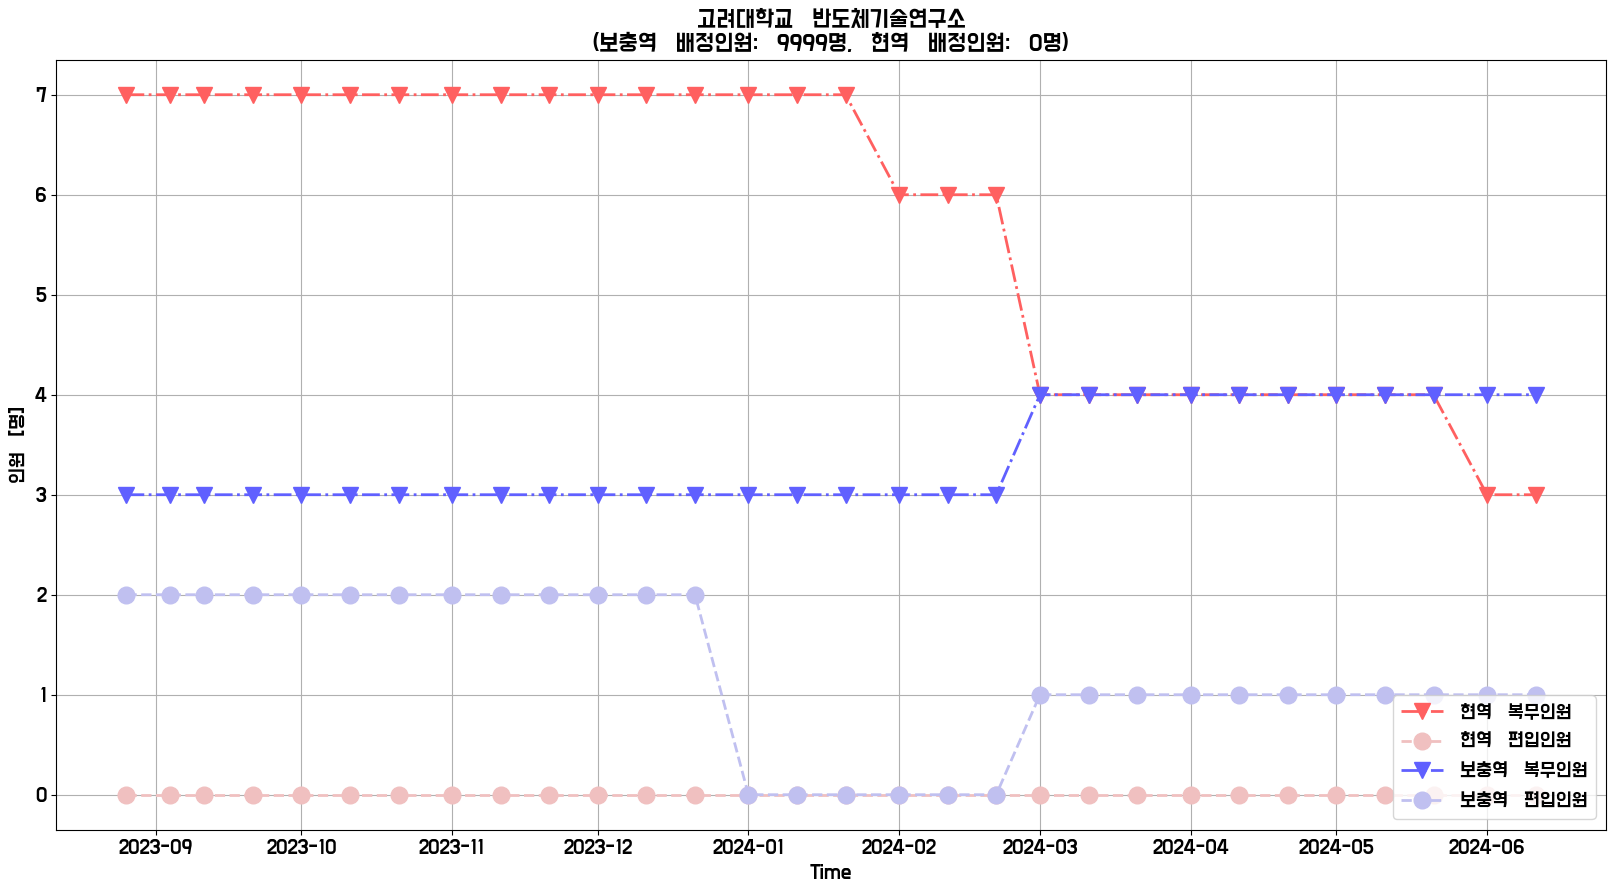 고려대학교 반도체기술연구소
(보충역 배정인원: 9999명, 현역 배정인원: 0명)
인원 [명]
7
6
5
4
3
2
1
0
2023-09 2023-10 2023-11 2023-12 2024-01 2024-02 2024-03 2024-04 2024-05 2024-06
Time
현역 복무인원
현역 편입인원
보충역 복무인원
보충역 편입인원